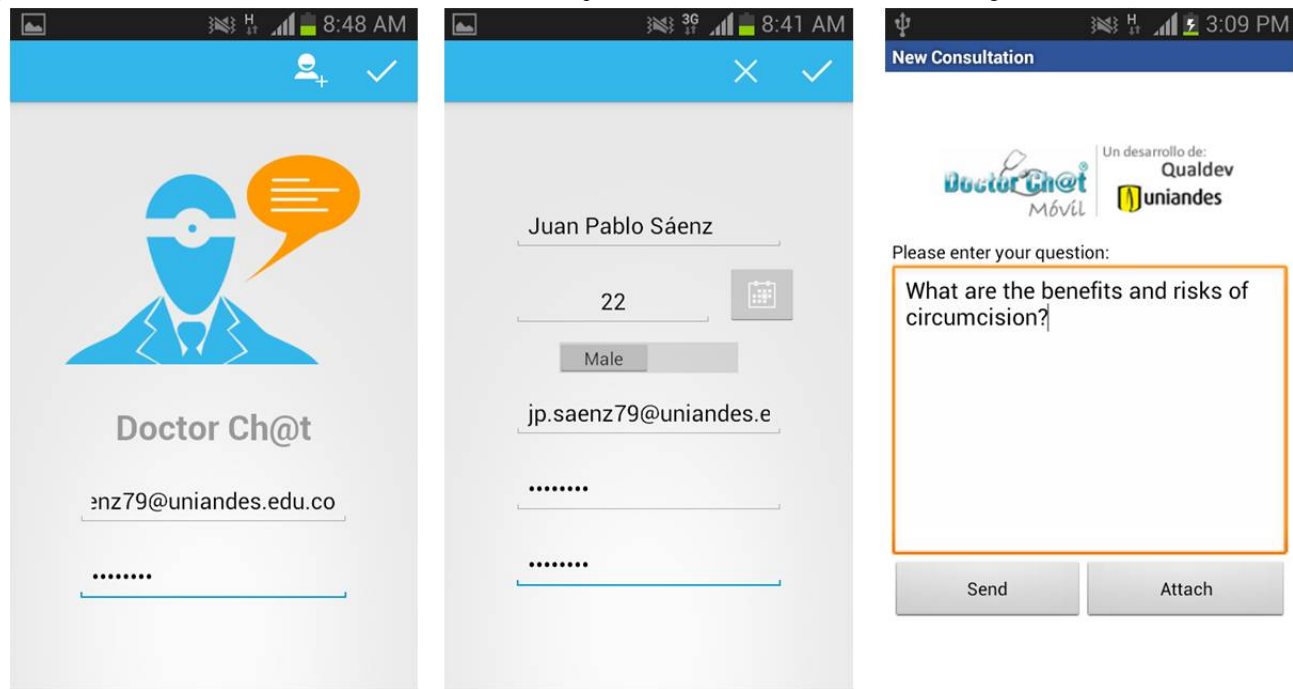 H
8:48 AM
Doctor Ch@t
enz79@uniandes.edu.co
••••••••
3G
8:41 AM
Juan Pablo Sáenz
22
Male
jp.saenz79@uniandes.e
••••••••
••••••••
H
3:09 PM
New Consultation
Doctor Ch@t
Móvil
Un desarrollo de:
Qualdev
uniandes
Please enter your question:
What are the benefits and risks of
circumcision?
Send Attach